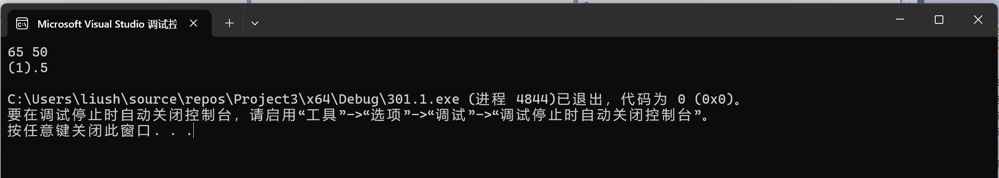 Microsoft Visual Studio 调试控
65 50
(1).5
C:\Users\liush\source\repos\Project3\x64\Debug\301.1.exe (进程 4844)已退出，代码为 0 (0x0)。
要在调试停止时自动关闭控制台，请启用“工具”->“选项”->“调试”->“调试停止时自动关闭控制台”。
按任意键关闭此窗口. . .